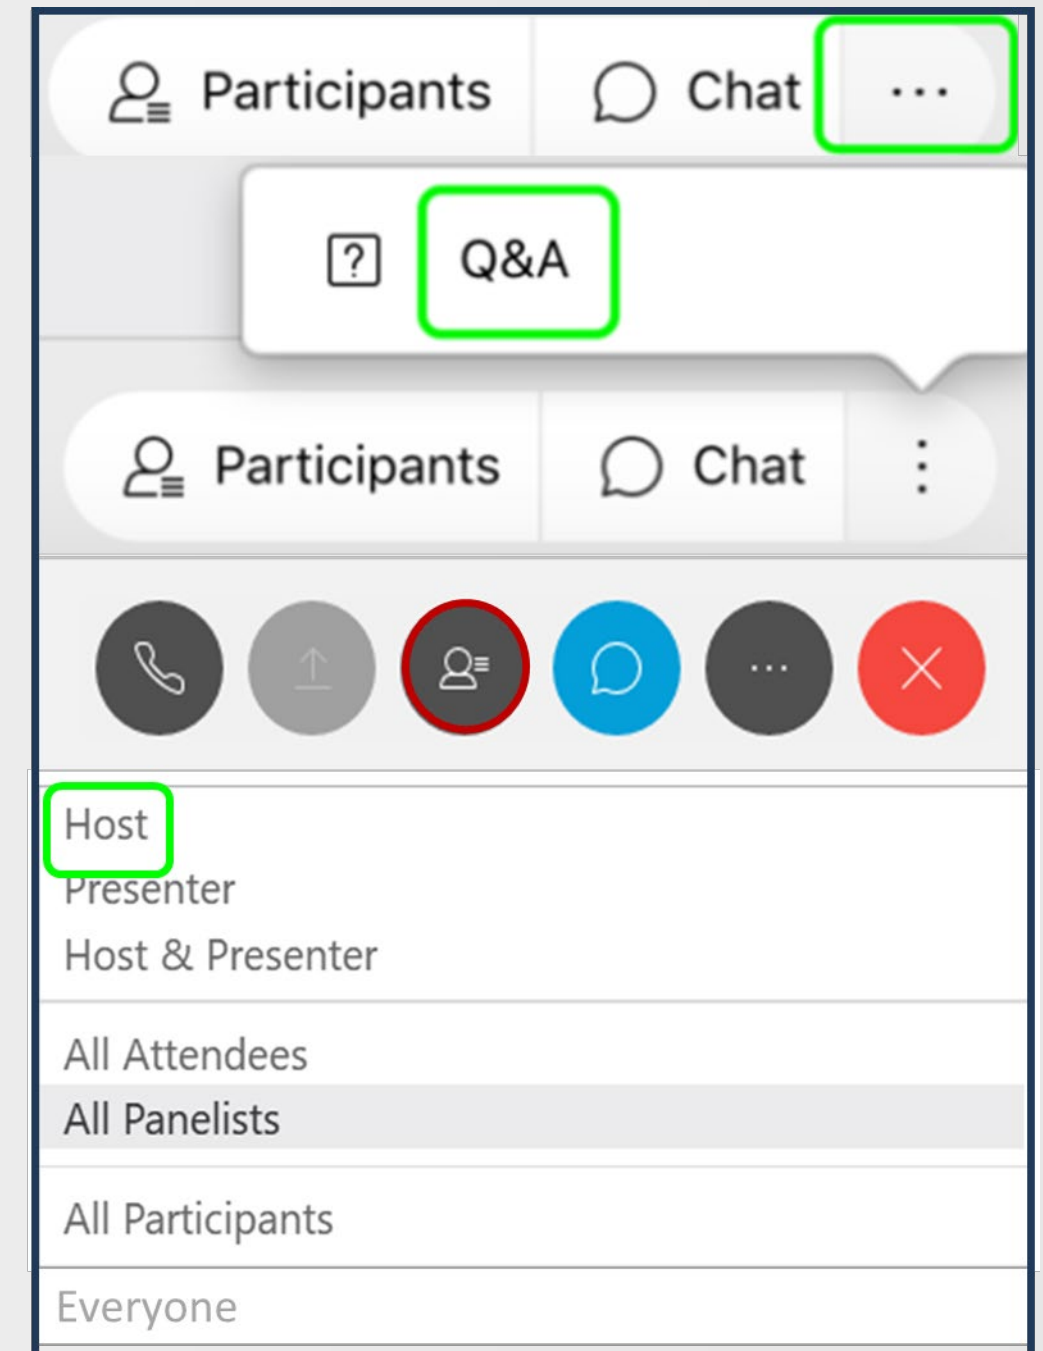 Participants Chat ...
? Q&A
Participants Chat
Host
Presenter
Host & Presenter
All Attendees
All Panelists
All Participants
Everyone